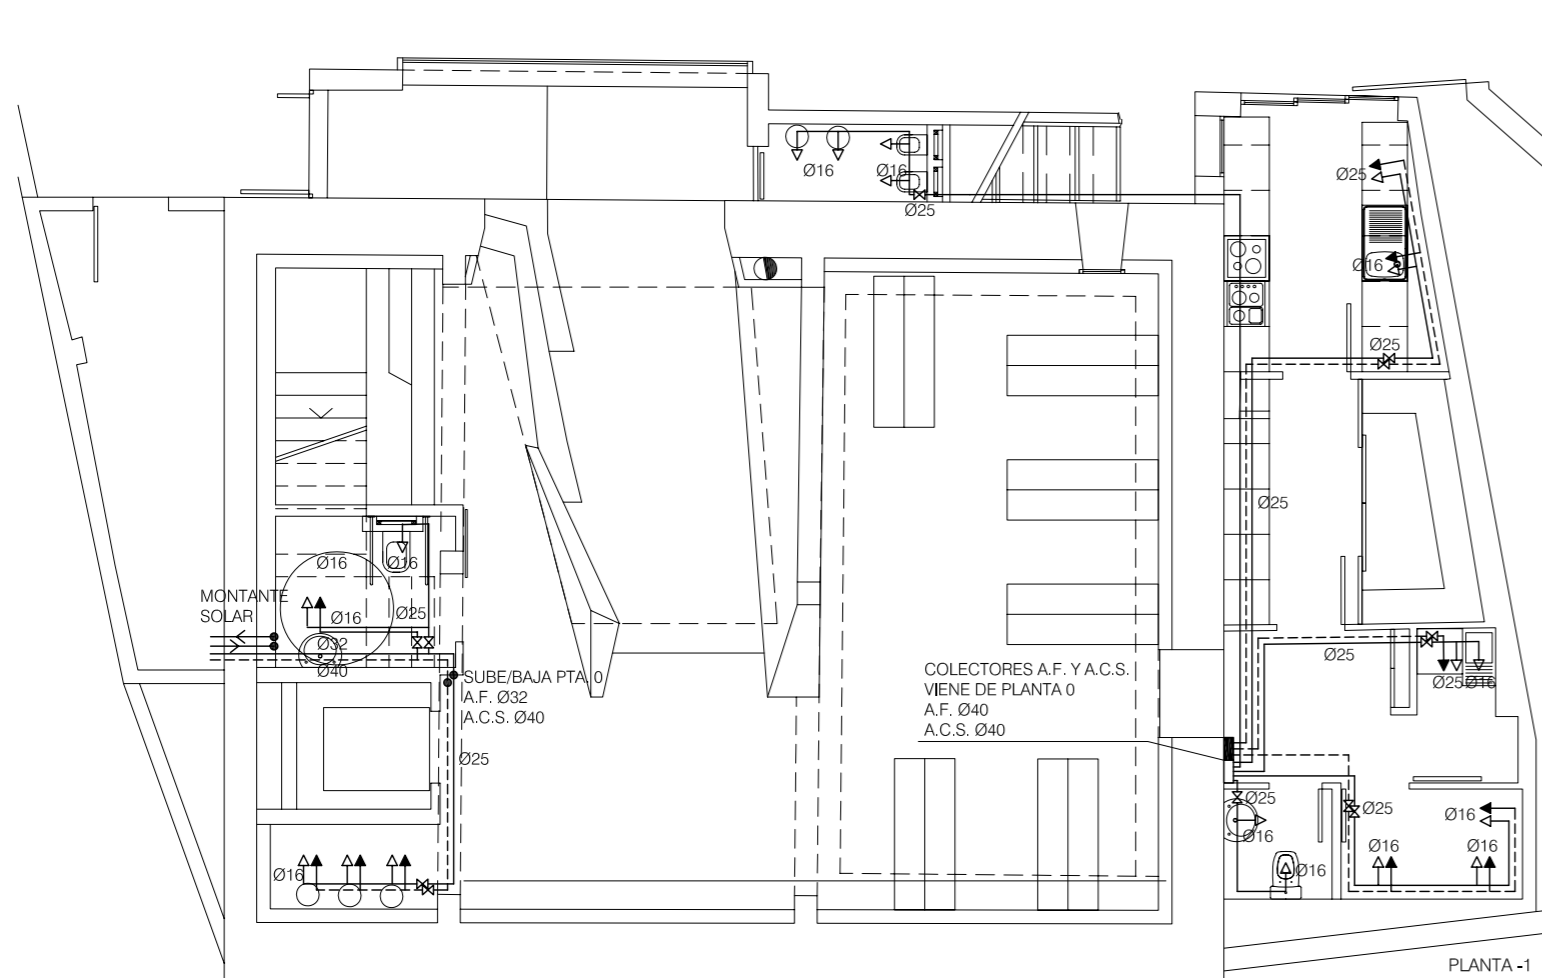 Ø16
Ø16
Ø25
Ø25
Ø16
Ø25
Ø25
Ø16
Ø16
MONTANTE
SOLAR
Ø16
Ø25
Ø32
Ø40
SUBE/BAJA PTA. 0
A.F. Ø32
A.C.S. Ø40
Ø25
COLECTORES A.F. Y A.C.S.
VIENE DE PLANTA 0
A.F. Ø40
A.C.S. Ø40
Ø25
Ø25
Ø16
Ø25
Ø16
Ø25
Ø16
Ø16
Ø16
Ø16
Ø16
PLANTA -1